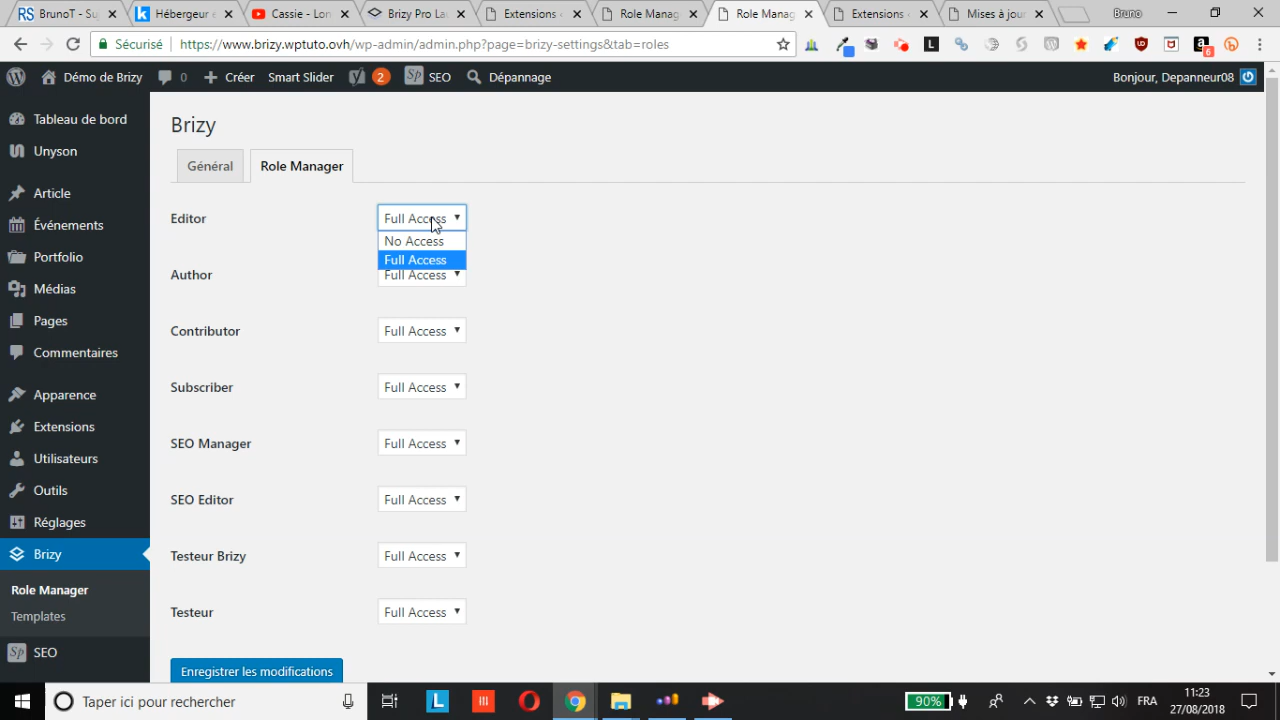 BrunoT - Su
Hébergeur e
Cassie - Lon
Brizy Pro La
Extensions ‹
Role Manag
Role Manag
Extensions ‹
Mises à jour
Bruno
Sécurisé
https://www.brizy.wptuto.ovh/wp-admin/admin.php?page=brizy-settings&tab=roles
Démo de Brizy
0
Créer
Smart Slider
2
SEO
Dépannage
Bonjour, Depanneur08
Tableau de bord
Unyson
Article
Événements
Portfolio
Médias
Pages
Commentaires
Apparence
Extensions
Utilisateurs
Outils
Réglages
Brizy
Role Manager
Templates
SEO
Brizy
Général
Role Manager
Editor
Full Access
No Access
Full Access
Author
Full Access
Contributor
Full Access
Subscriber
Full Access
SEO Manager
Full Access
SEO Editor
Full Access
Testeur Brizy
Full Access
Testeur
Full Access
Enregistrer les modifications
Taper ici pour rechercher
90%
FRA
11:23
27/08/2018